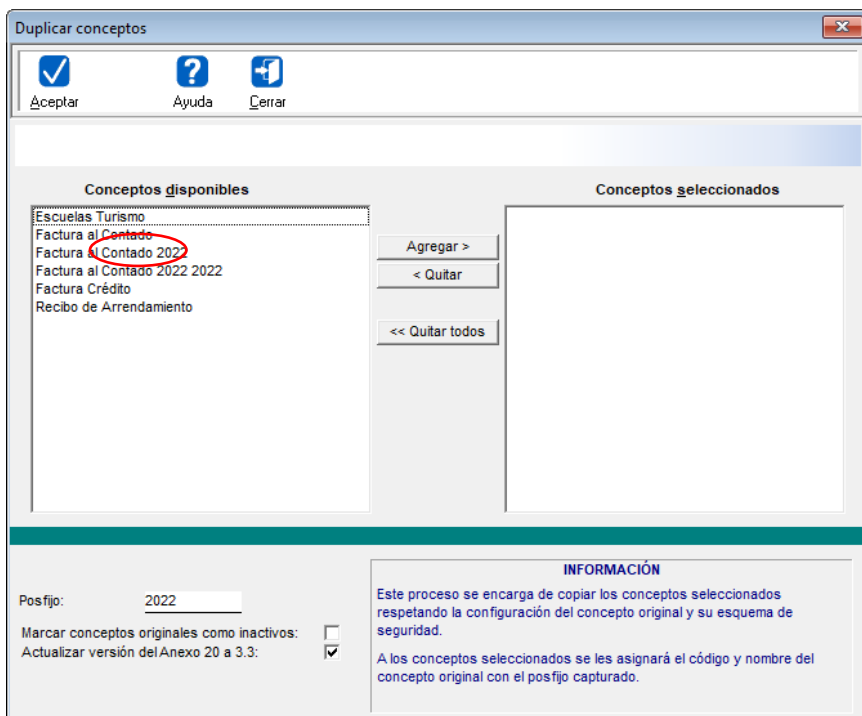 Duplicar conceptos
Aceptar Ayuda Cerrar
Conceptos disponibles Conceptos seleccionados
Escuelas Turismo
Factura al Contado
Factura al Contado 2022
Factura al Contado 2022 2022
Factura Crédito
Recibo de Arrendamiento
Agregar >
< Quitar
<< Quitar todos
Posfijo: 2022
Marcar conceptos originales como inactivos:
Actualizar versión del Anexo 20 a 3.3:
INFORMACIÓN
Este proceso se encarga de copiar los conceptos seleccionados
respetando la configuración del concepto original y su esquema de
seguridad.
A los conceptos seleccionados se les asignará el código y nombre del
concepto original con el posfijo capturado.